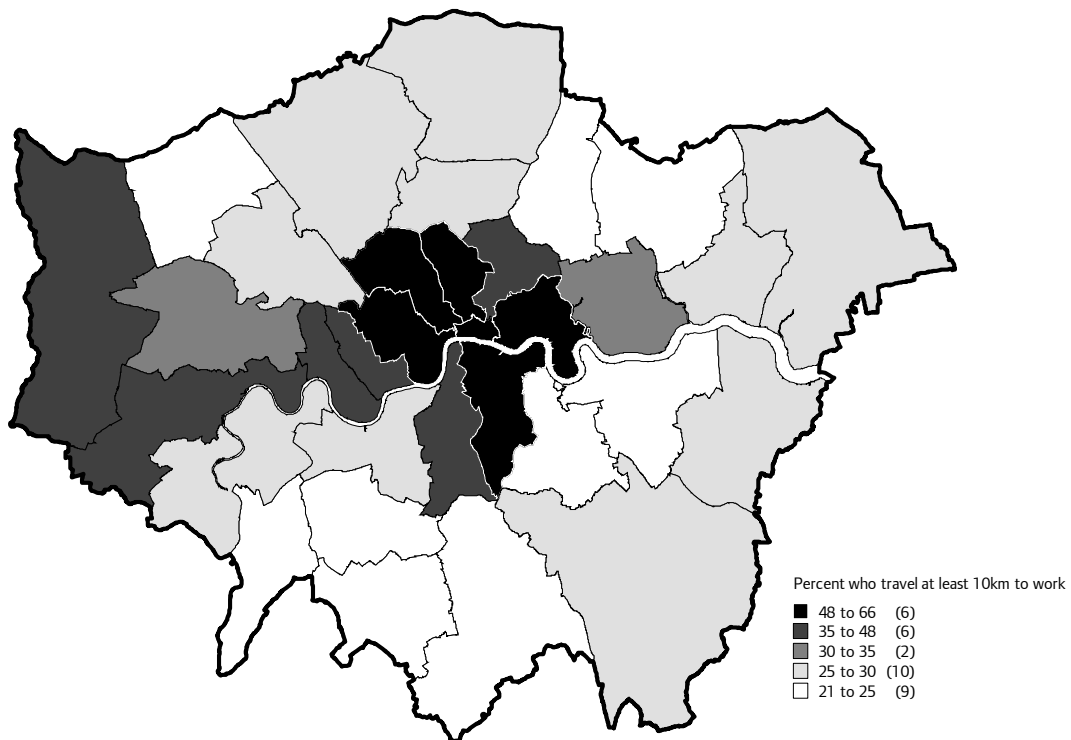 Percent who travel at least 10km to work
48 to 66 (6)
35 to 48 (6)
30 to 35 (2)
25 to 30 (10)
21 to 25 (9)